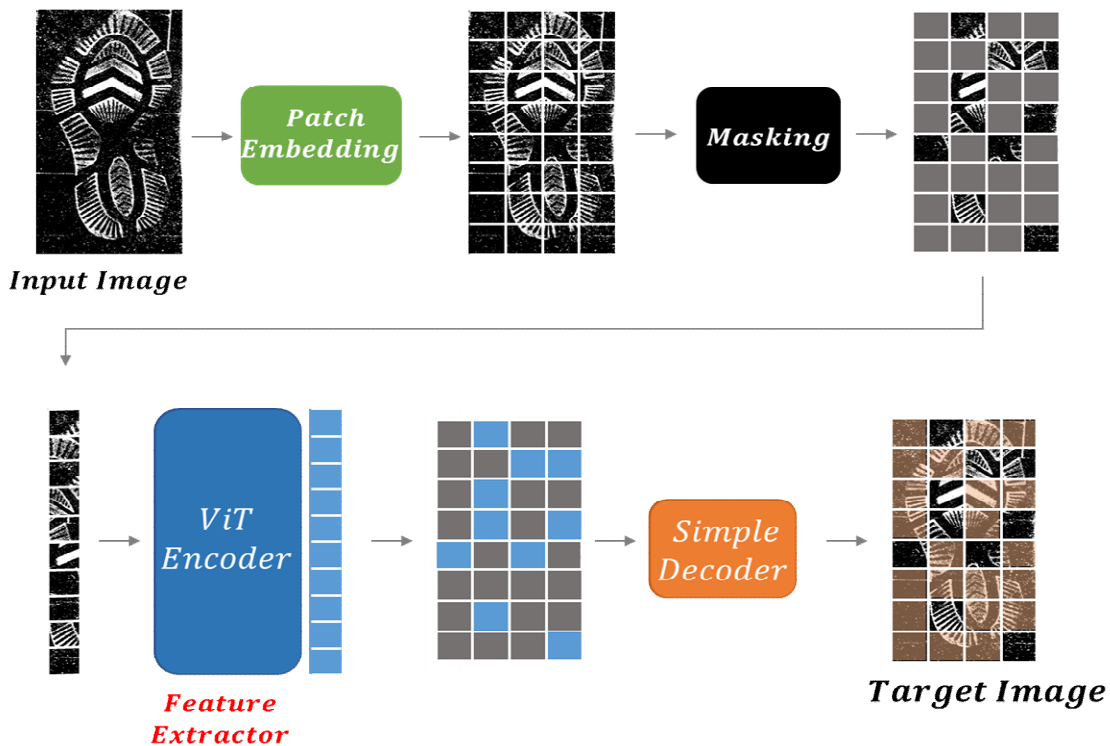 Patch
Embedding
Masking
Input Image
ViT
Encoder
Simple
Decoder
Feature
Extractor
Target Image